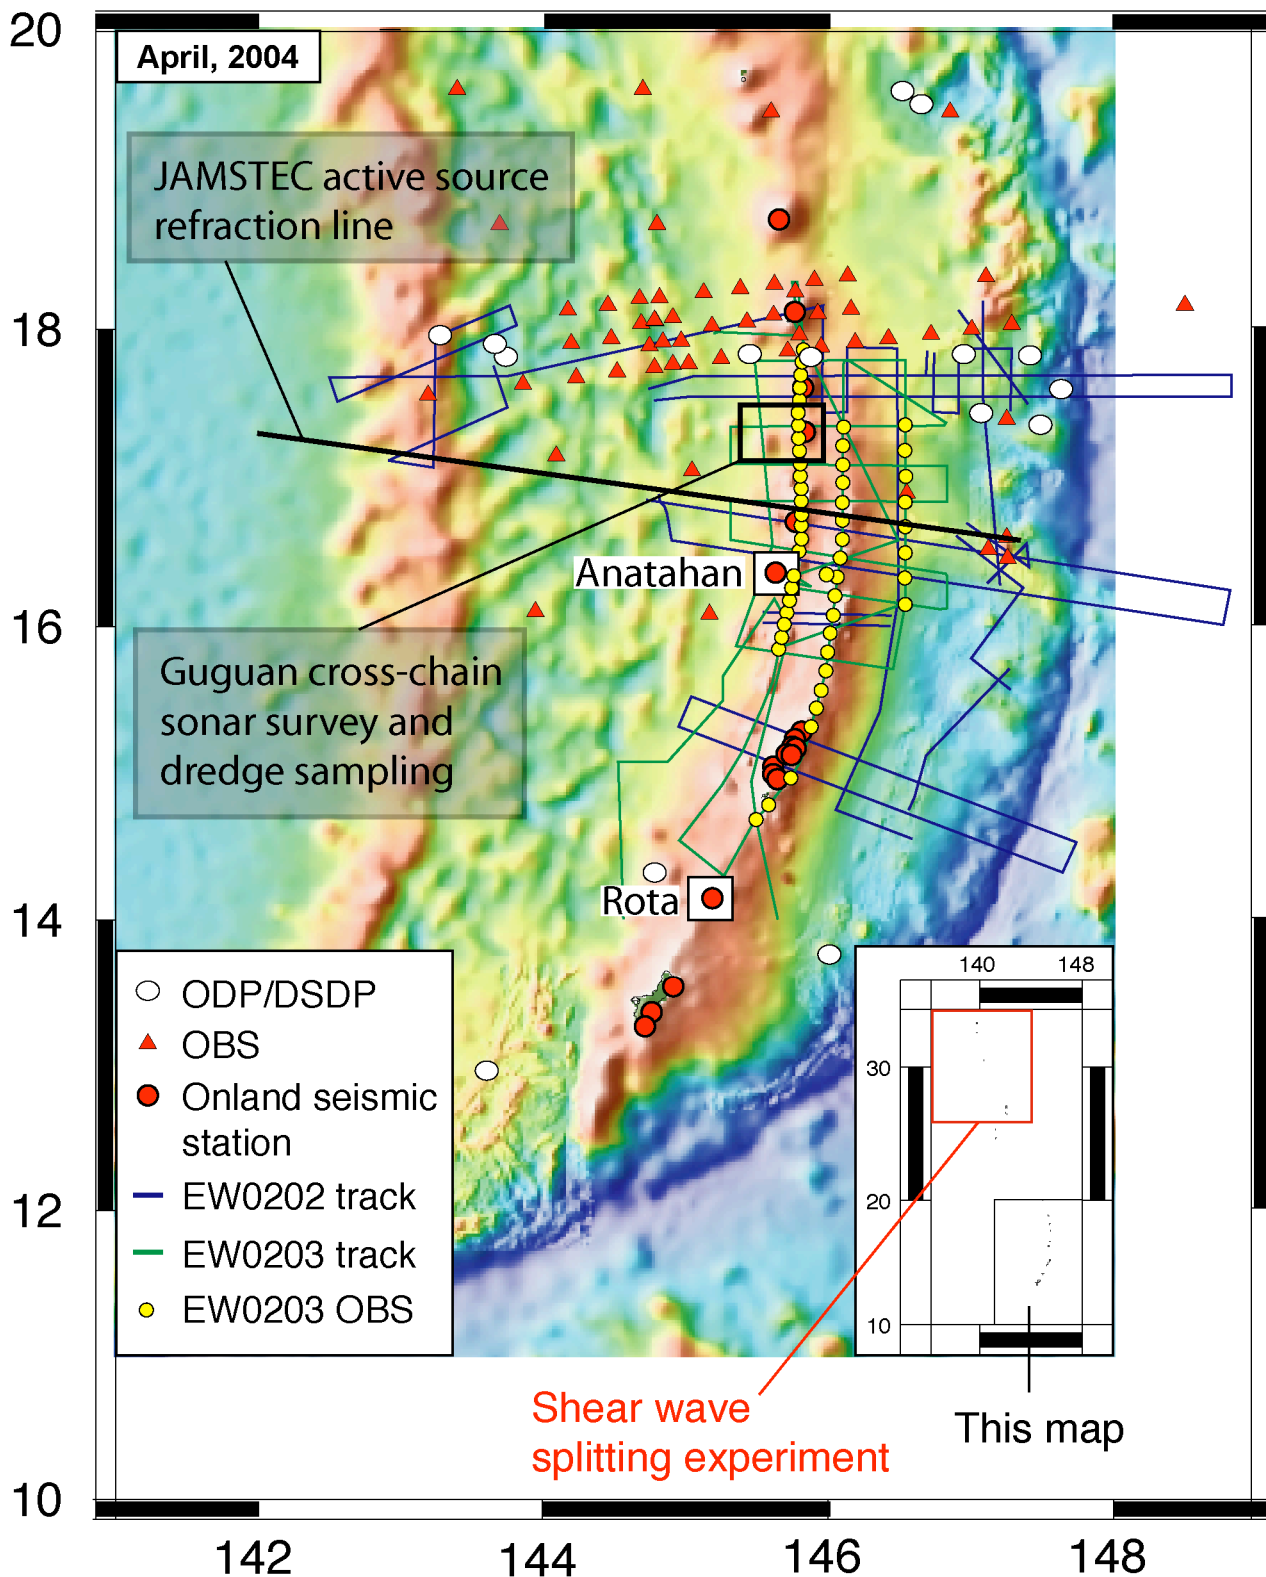 20
April, 2004
JAMSTEC active source
refraction line
18
Anatahan
16
Guguan cross-chain
sonar survey and
dredge sampling
Rota
14
ODP/DSDP
OBS
Onland seismic
station
EW0202 track
EW0203 track
EW0203 OBS
12
140 148
30
20
10
Shear wave
splitting experiment
This map
10
142 144 146 148